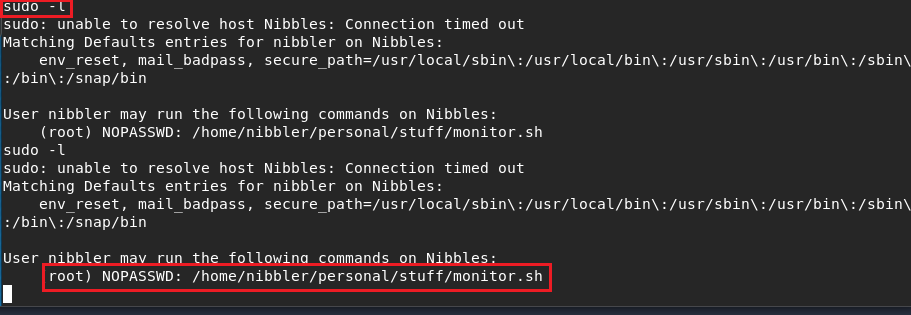 sudo -l
sudo: unable to resolve host Nibbles: Connection timed out
Matching Defaults entries for nibbler on Nibbles:
    env_reset, mail_badpass, secure_path=/usr/local/sbin\:/usr/local/bin\:/usr/sbin\:/usr/bin\:/sbin\
:/bin\:/snap/bin

User nibbler may run the following commands on Nibbles:
    (root) NOPASSWD: /home/nibbler/personal/stuff/monitor.sh
sudo -l
sudo: unable to resolve host Nibbles: Connection timed out
Matching Defaults entries for nibbler on Nibbles:
    env_reset, mail_badpass, secure_path=/usr/local/sbin\:/usr/local/bin\:/usr/sbin\:/usr/bin\:/sbin\
:/bin\:/snap/bin

User nibbler may run the following commands on Nibbles:
     root) NOPASSWD: /home/nibbler/personal/stuff/monitor.sh